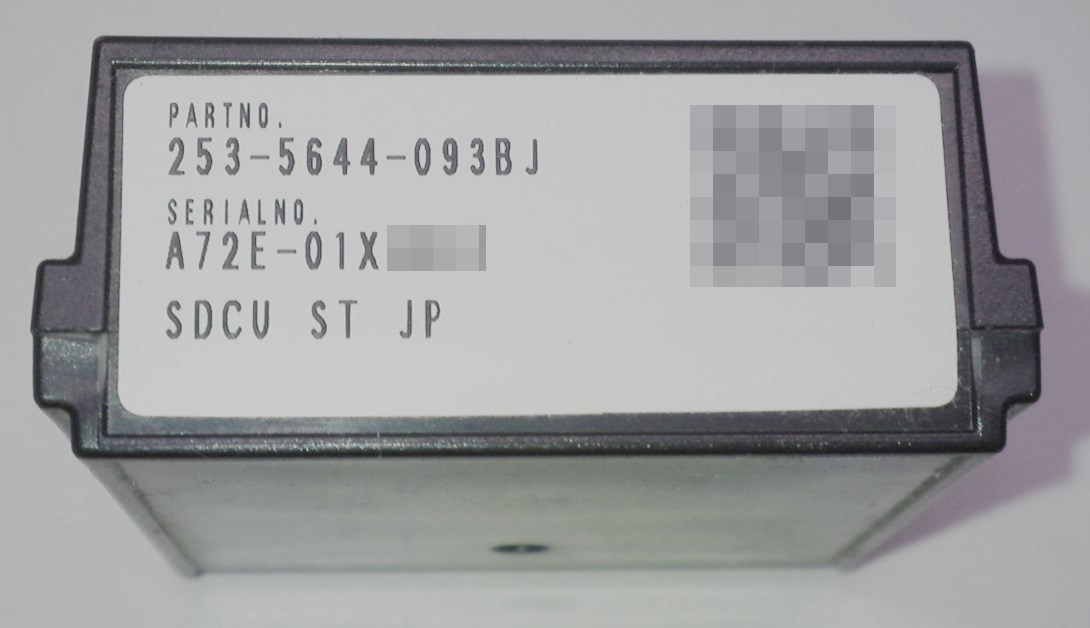 PARTNO.
253-5644-093BJ
SERIALNO.
A72E-01X
SDCU ST JP